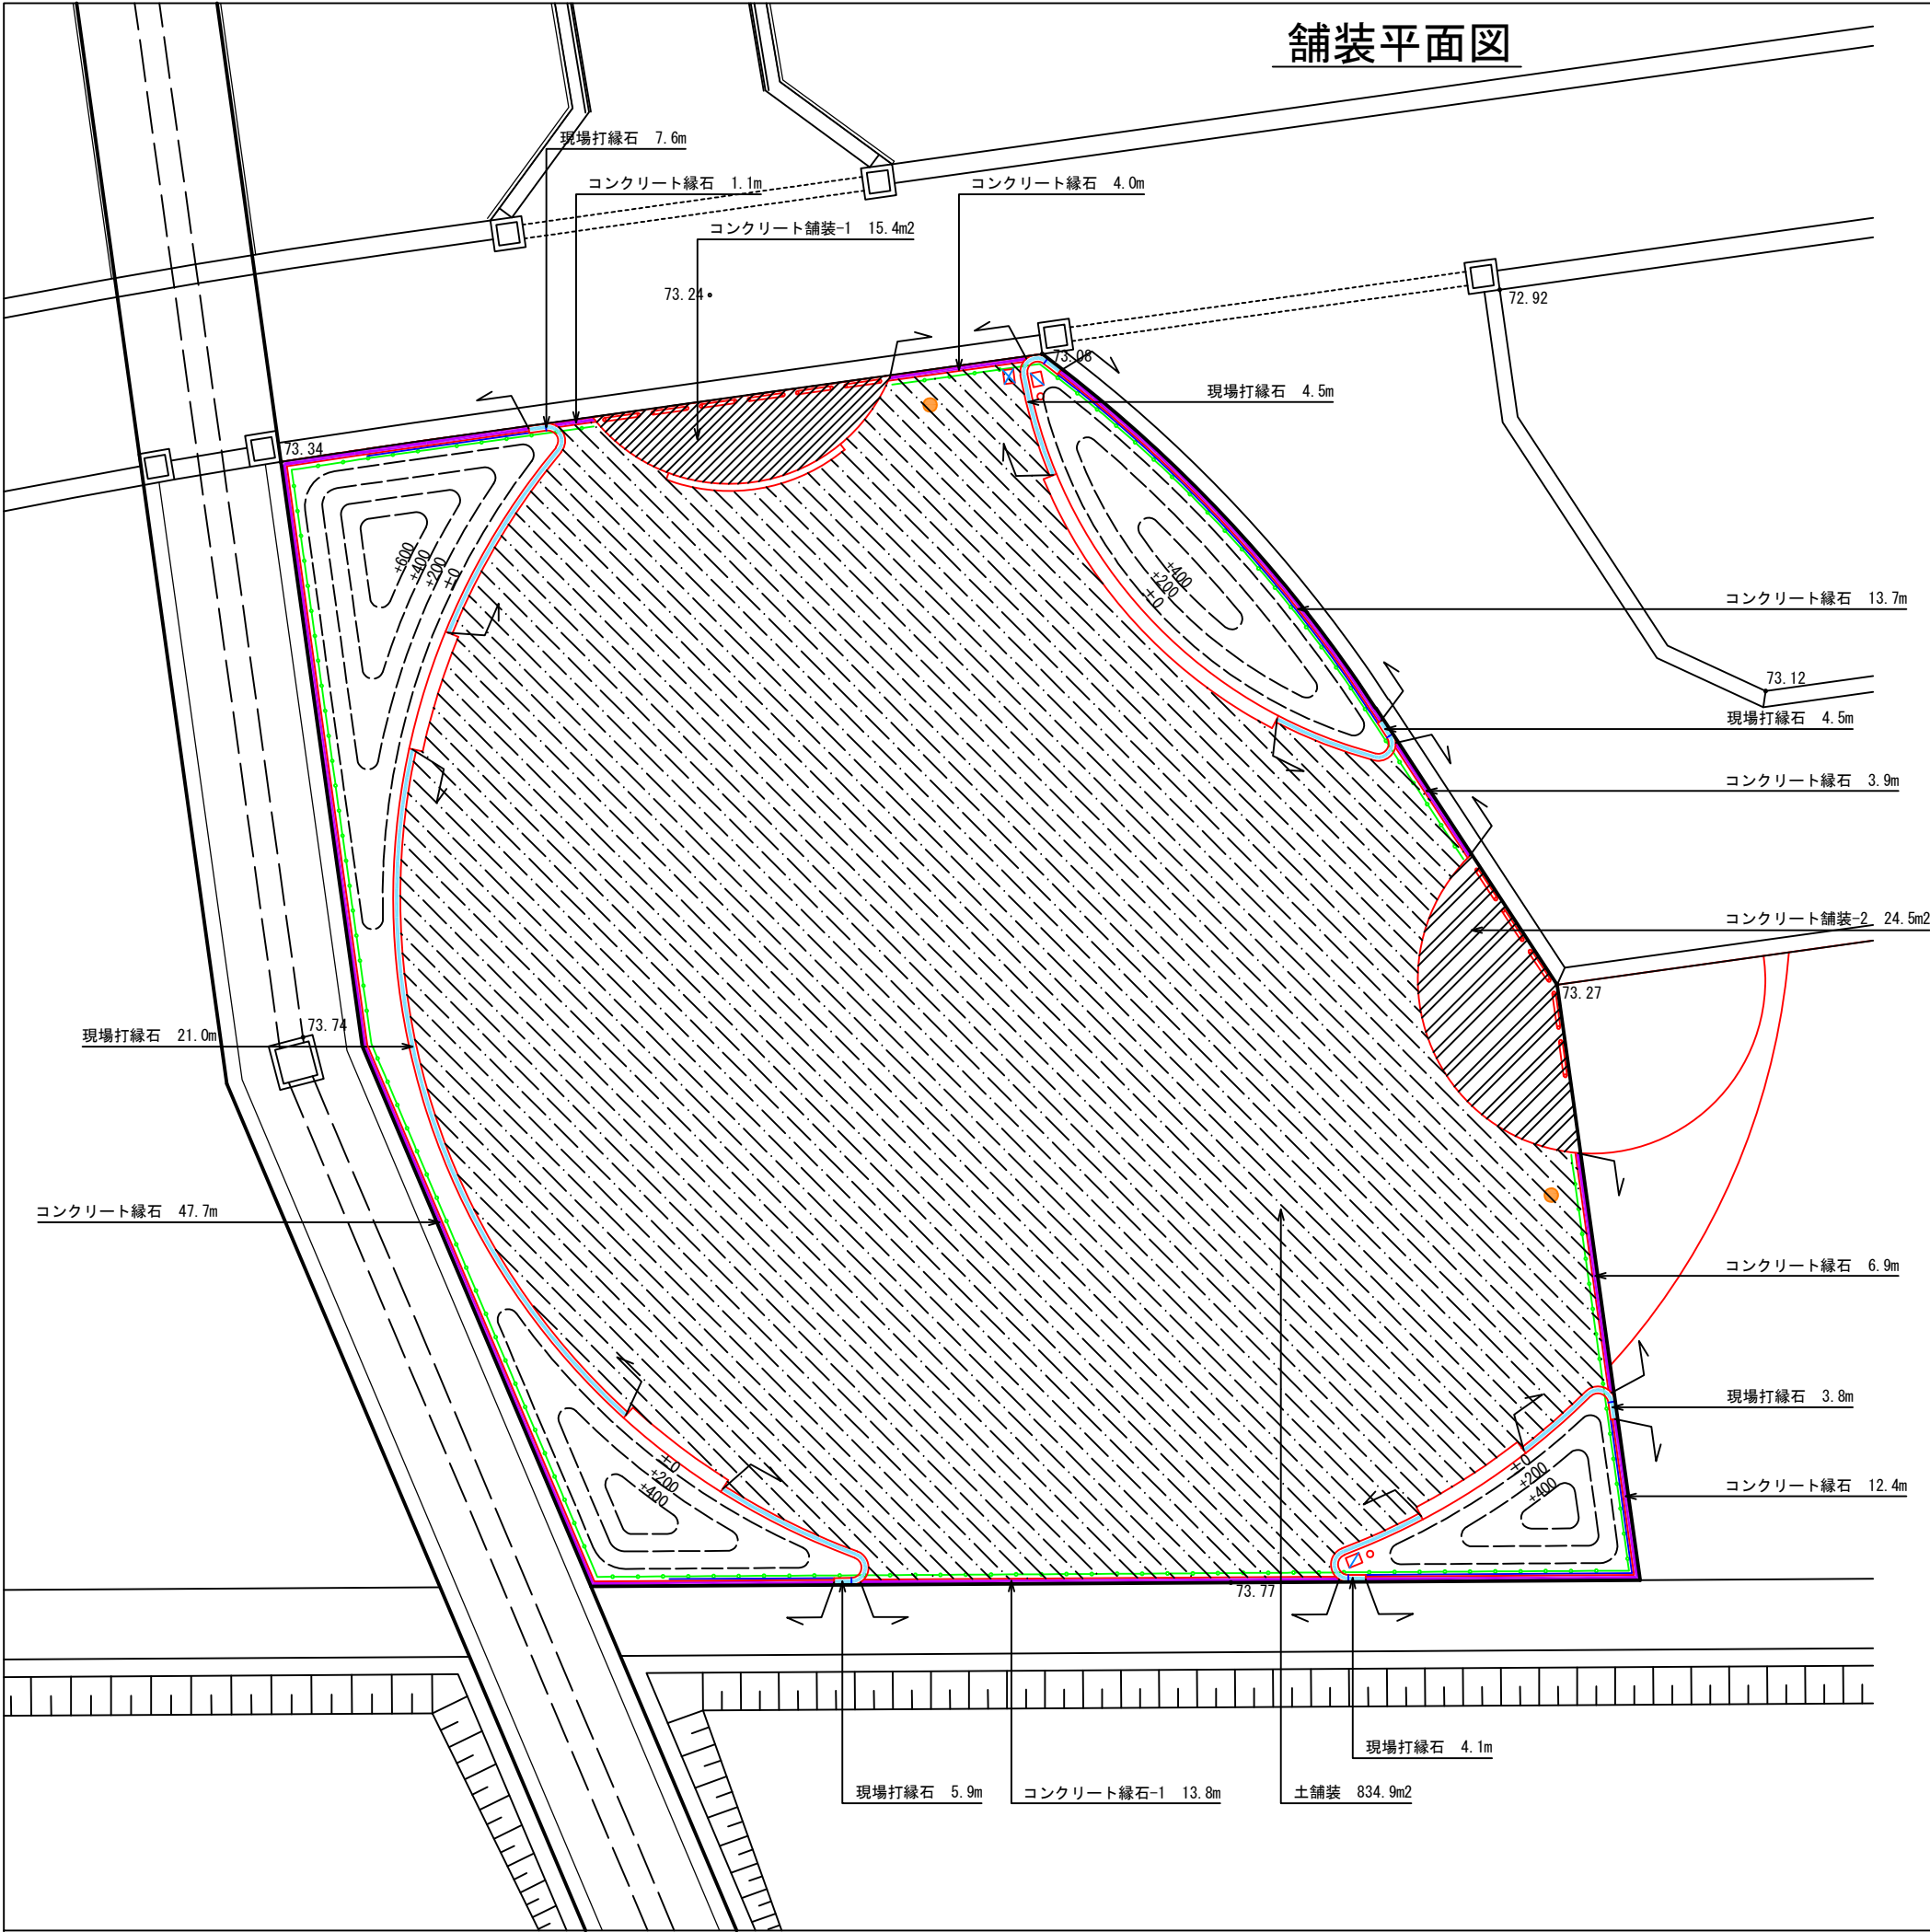 舗装平面図
現場打縁石 7.6m
コンクリート縁石 1.1m
コンクリート縁石 4.0m
コンクリート舗装-1 15.4m2
73.24
72.92
73.08
現場打縁石 4.5m
73.34
+600
+400
+200
±0
+400
+200
±0
コンクリート縁石 13.7m
73.12
現場打縁石 4.5m
コンクリート縁石 3.9m
コンクリート舗装-2 24.5m2
73.27
73.74
現場打縁石 21.0m
コンクリート縁石 47.7m
コンクリート縁石 6.9m
現場打縁石 3.8m
±0
+200
+400
±0
+200
+400
コンクリート縁石 12.4m
73.77
現場打縁石 4.1m
現場打縁石 5.9m
コンクリート縁石-1 13.8m
土舗装 834.9m2